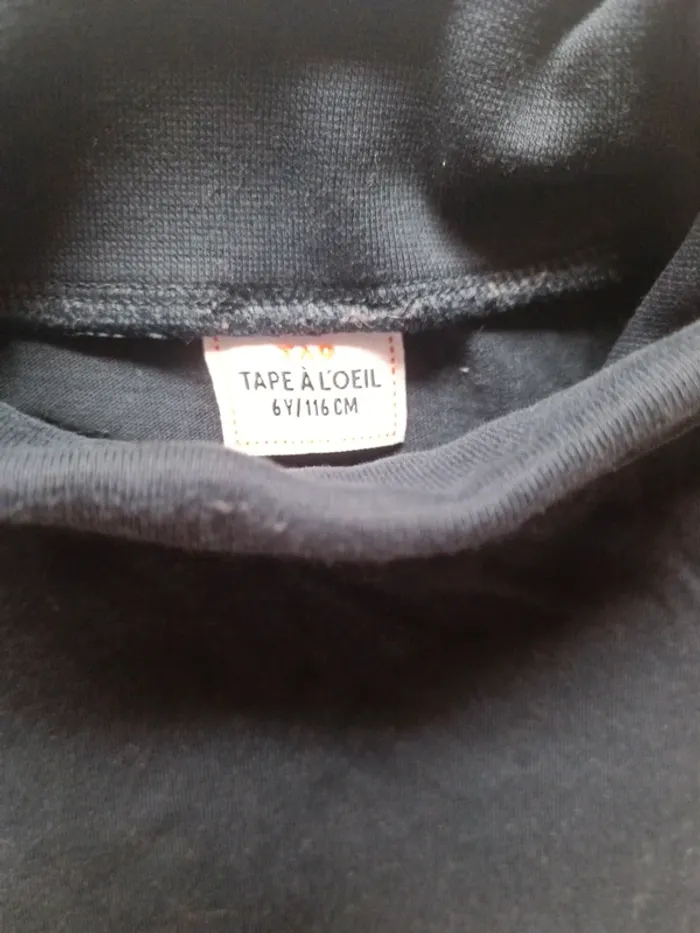 TAPE À L'OEIL
6Y/116 CM